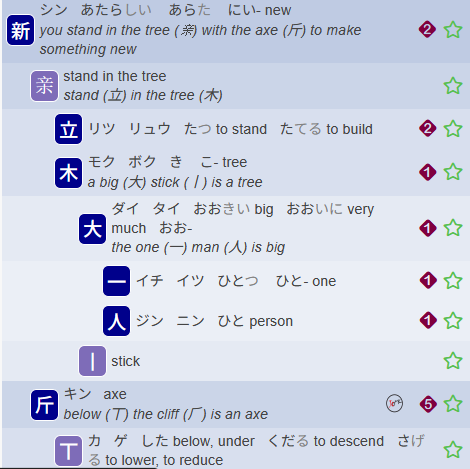 シン あたらしい あらた にい- new
新 you stand in the tree (亲) with the axe (斤) to make 2
something new
亲 stand in the tree
stand (立) in the tree (木)
立 リツ リュウ たつ to stand たてる to build 2
木 モク ボク き こ- tree 1
a big (大) stick (丨) is a tree
大 ダイ タイ おおきい big おおいに very
much おお- 1
the one (一) man (人) is big
一 イチ イツ ひとつ ひと- one 1
人 ジン ニン ひと person 1
丨 stick
斤 キン axe 5
below (丅) the cliff (厂) is an axe
丅 カ ゲ した below, under くだる to descend さげ
る to lower, to reduce